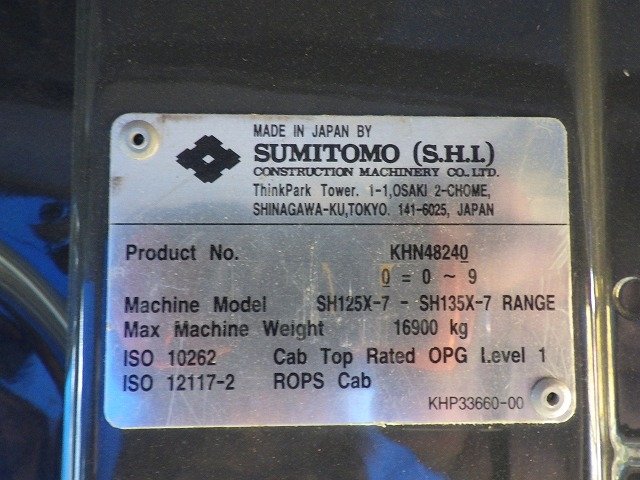 MADE IN JAPAN BY
SUMITOMO (S.H.I.)
CONSTRUCTION MACHINERY CO., LTD.
ThinkPark Tower. 1-1,OSAKI 2-CHOME,
SHINAGAWA-KU,TOKYO. 141-6025, JAPAN
Product No. KHN48240
0 = 0 ~ 9
Machine Model SH125X-7 - SH135X-7 RANGE
Max Machine Weight 16900 kg
ISO 10262 Cab Top Rated OPG Level 1
ISO 12117-2 ROPS Cab
KHP33660-00